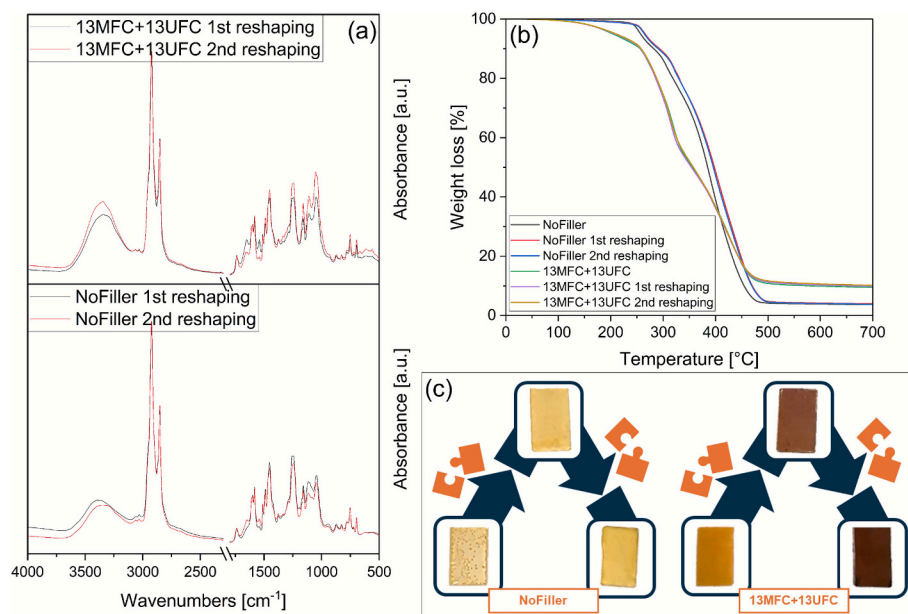 (a)
13MFC+13UFC 1st reshaping
13MFC+13UFC 2nd reshaping
Absorbance [a.u.]
NoFiller 1st reshaping
NoFiller 2nd reshaping
Absorbance [a.u.]
4000 3500 3000 2500 1500 1000 500
Wavenumbers [cm⁻¹]
(b)
Weight loss [%]
100
80
60
40
20
0
NoFiller
NoFiller 1st reshaping
NoFiller 2nd reshaping
13MFC+13UFC
13MFC+13UFC 1st reshaping
13MFC+13UFC 2nd reshaping
0 100 200 300 400 500 600 700
Temperature [°C]
(c)
NoFiller
13MFC+13UFC